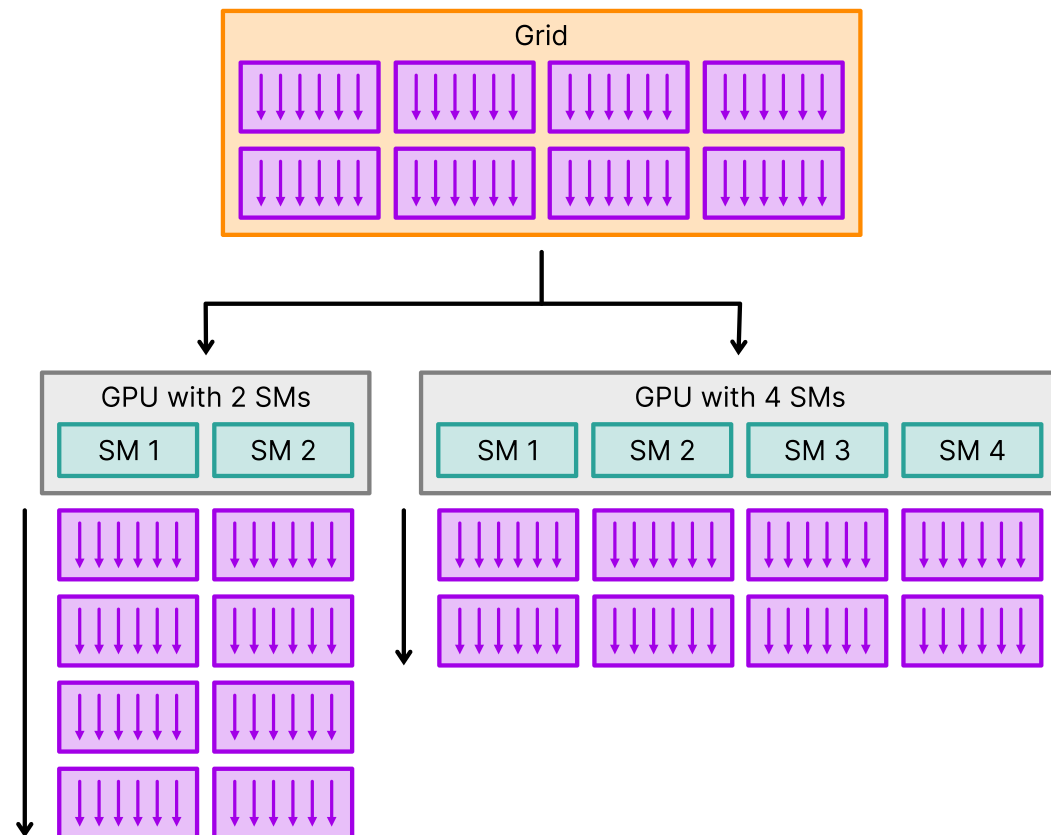 Grid
GPU with 2 SMs
SM 1
SM 2
GPU with 4 SMs
SM 1
SM 2
SM 3
SM 4